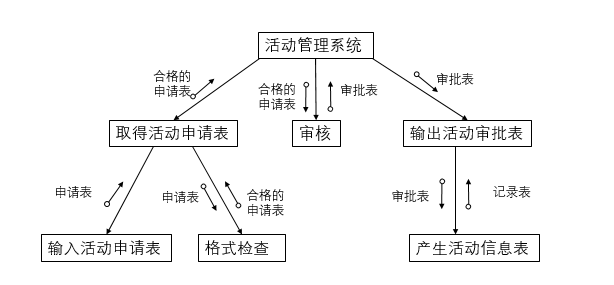 活动管理系统
合格的
申请表
合格的
申请表
审批表
审批表
取得活动申请表
审核
输出活动审批表
申请表
申请表
合格的
申请表
审批表
记录表
输入活动申请表
格式检查
产生活动信息表